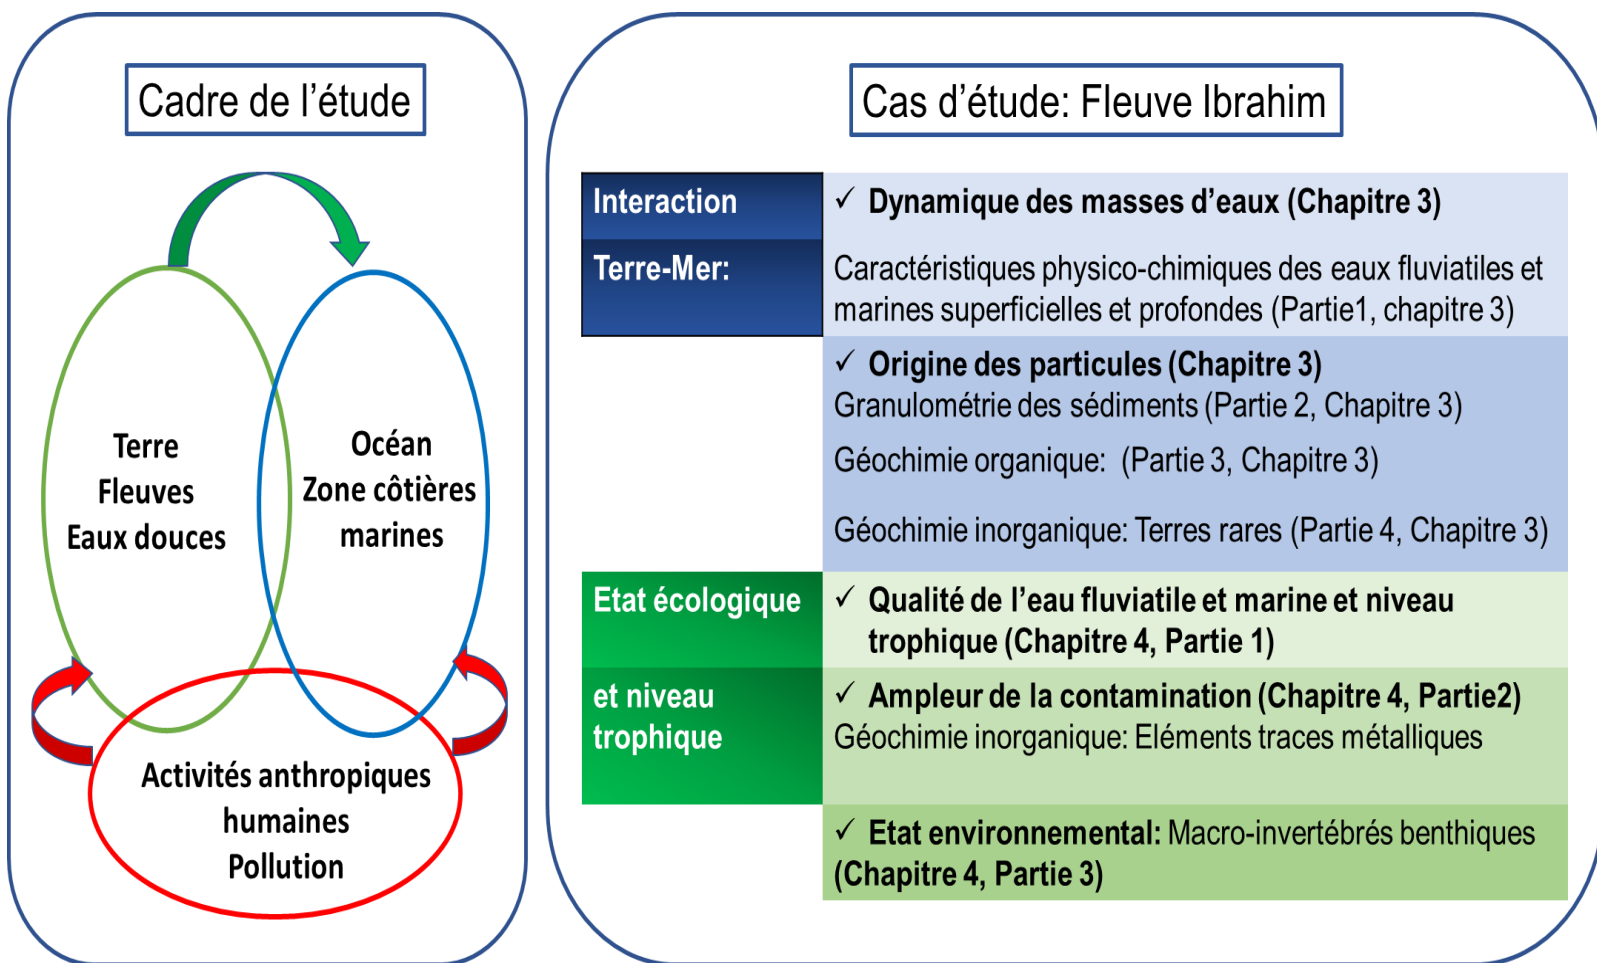 Cadre de l’étude
Terre
Fleuves
Eaux douces
Océan
Zone côtières
marines
Activités anthropiques
humaines
Pollution
Cas d’étude: Fleuve Ibrahim
Interaction
✓ Dynamique des masses d’eaux (Chapitre 3)
Terre-Mer:
Caractéristiques physico-chimiques des eaux fluviatiles et
marines superficielles et profondes (Partie1, chapitre 3)
✓ Origine des particules (Chapitre 3)
Granulométrie des sédiments (Partie 2, Chapitre 3)
Géochimie organique: (Partie 3, Chapitre 3)
Géochimie inorganique: Terres rares (Partie 4, Chapitre 3)
Etat écologique
✓ Qualité de l’eau fluviatile et marine et niveau
trophique (Chapitre 4, Partie 1)
et niveau
trophique
✓ Ampleur de la contamination (Chapitre 4, Partie2)
Géochimie inorganique: Eléments traces métalliques
✓ Etat environnemental: Macro-invertébrés benthiques
(Chapitre 4, Partie 3)